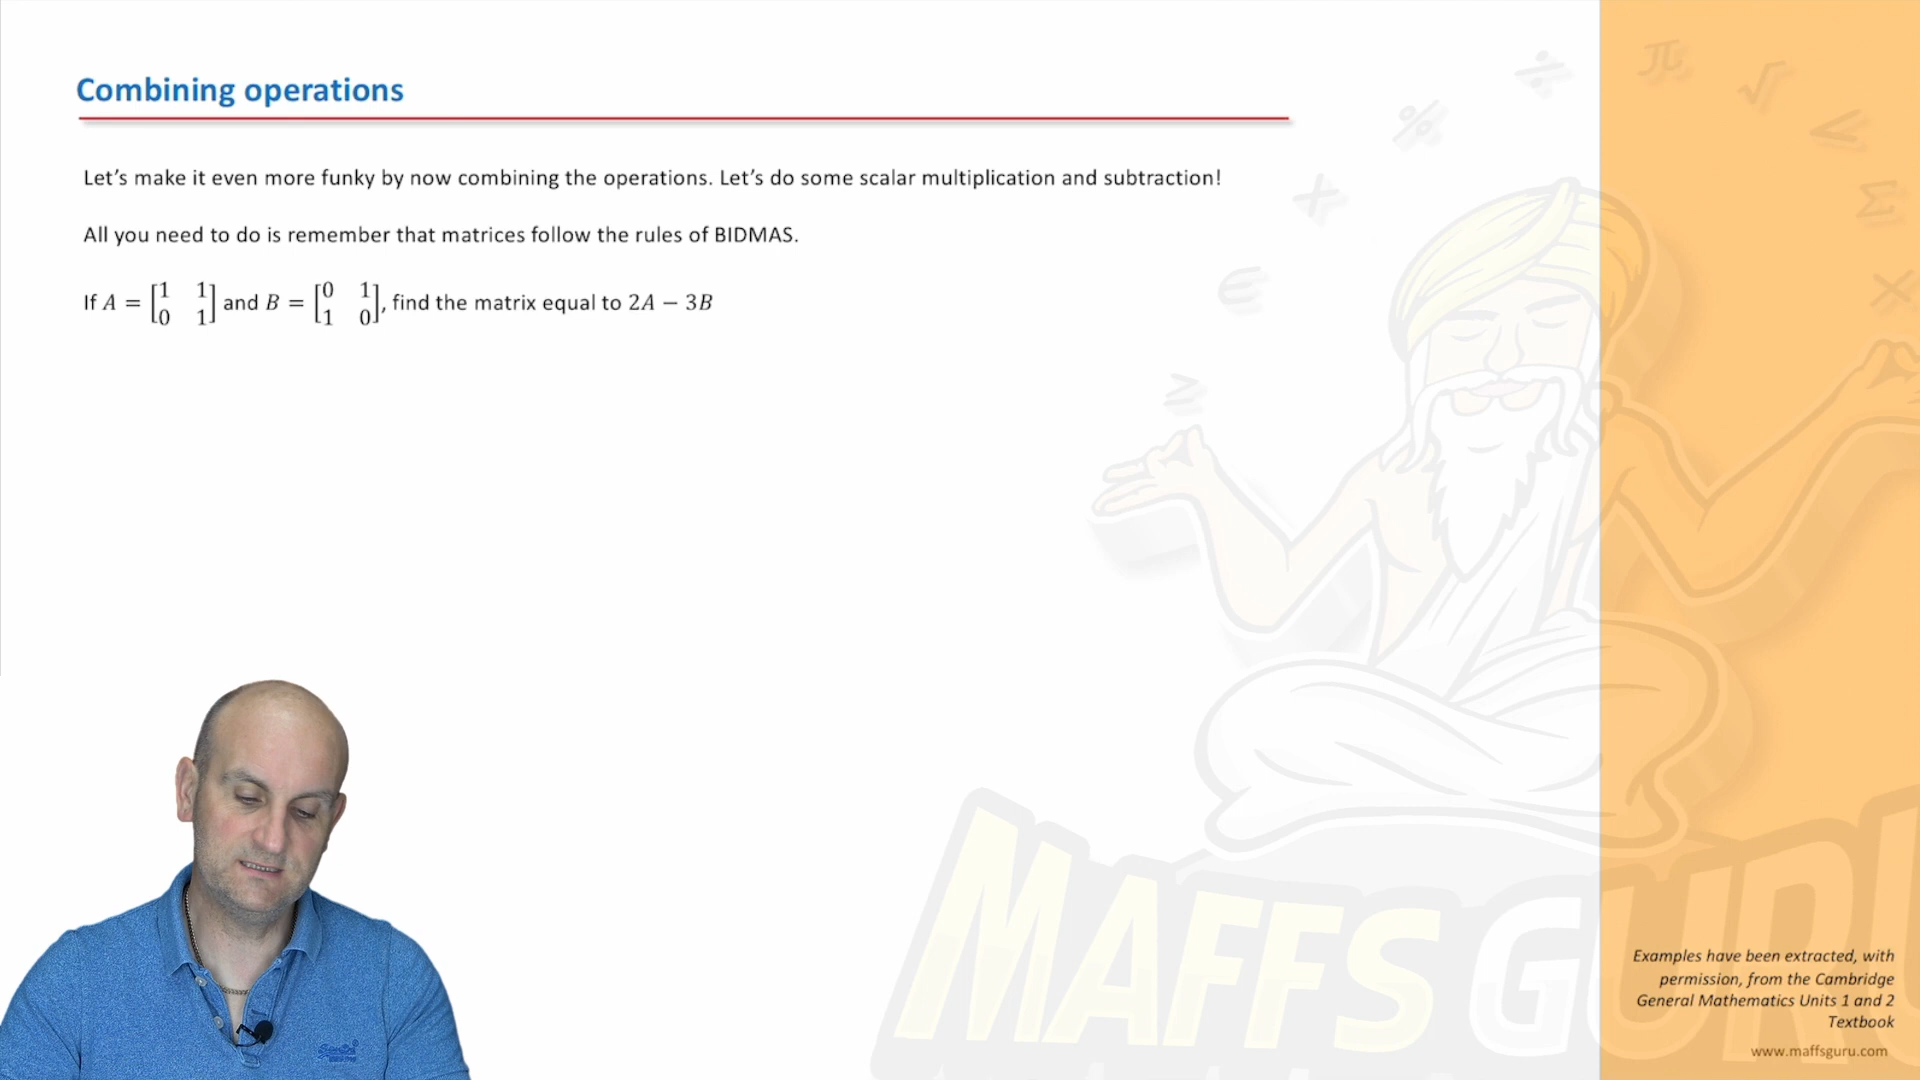 Combining operations
Let’s make it even more funky by now combining the operations. Let’s do some scalar multiplication and subtraction!
All you need to do is remember that matrices follow the rules of BIDMAS.
If A = [1 1; 0 1] and B = [0 1; 1 0], find the matrix equal to 2A − 3B
MAFFS GURU
Examples have been extracted, with
permission, from the Cambridge
General Mathematics Units 1 and 2
Textbook
www.maffsguru.com